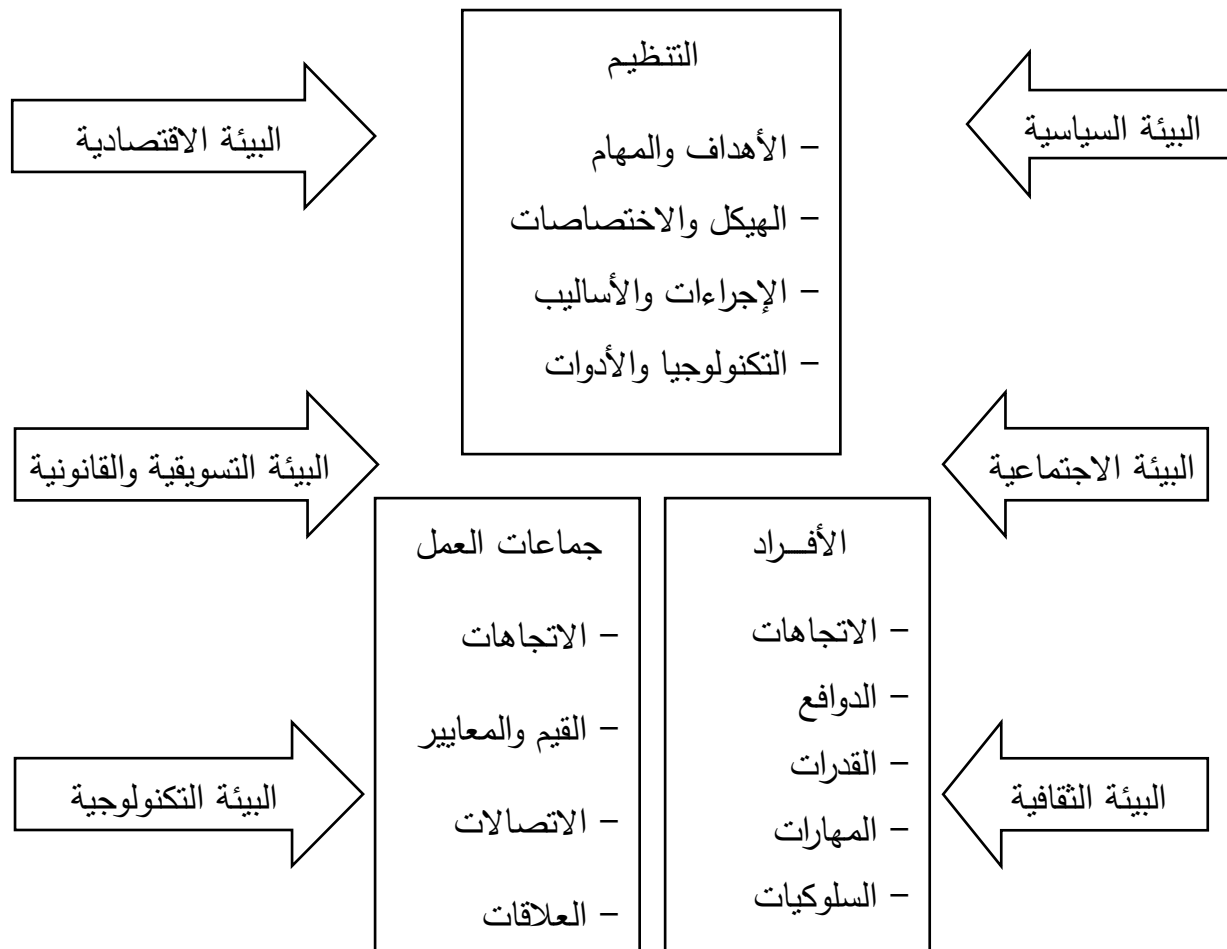 التنظيم
– الأهداف والمهام
– الهيكل والاختصاصات
– الإجراءات والأساليب
– التكنولوجيا والأدوات
البيئة السياسية
البيئة الاقتصادية
البيئة الاجتماعية
البيئة التسويقية والقانونية
الأفـــراد
– الاتجاهات
– الدوافع
– القدرات
– المهارات
– السلوكيات
جماعات العمل
– الاتجاهات
– القيم والمعايير
– الاتصالات
– العلاقات
البيئة الثقافية
البيئة التكنولوجية